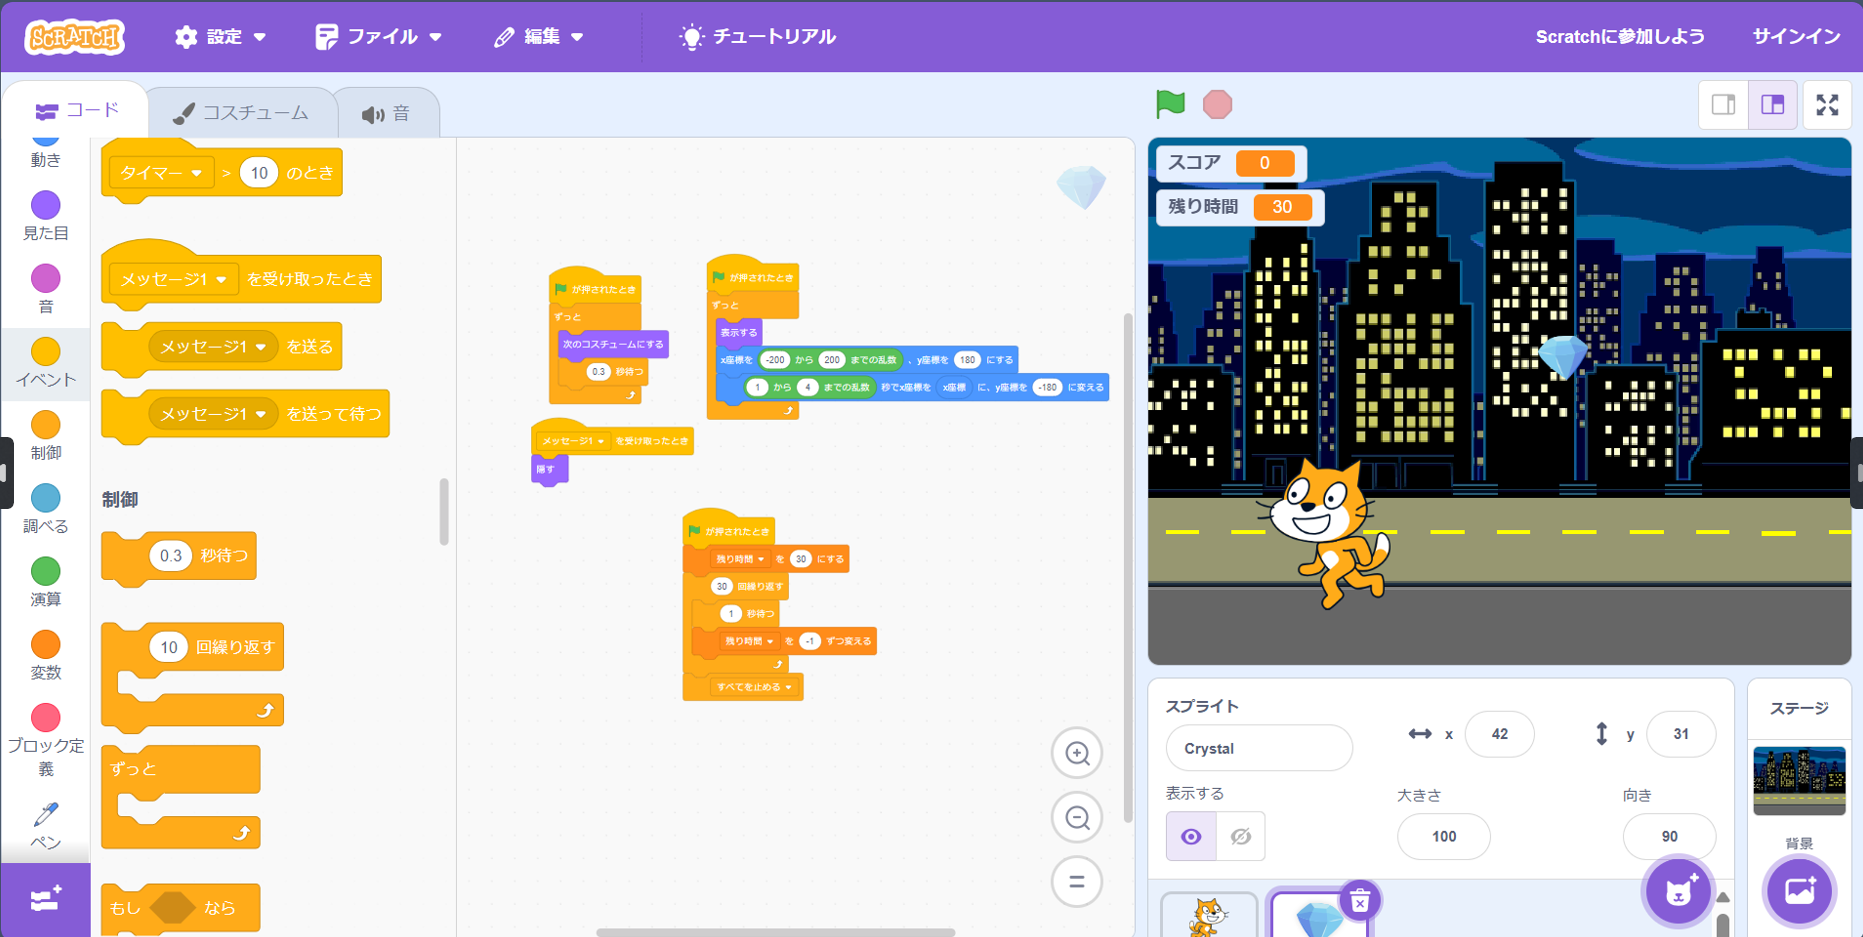 SCRATCH 設定 ファイル 編集 チュートリアル Scratchに参加しよう サインイン
コード コスチューム 音
動き
見た目
音
イベント
制御
調べる
演算
変数
ブロック定
義
ペン
タイマー > 10 のとき
メッセージ1 を受け取ったとき
メッセージ1 を送る
メッセージ1 を送って待つ
制御
0.3 秒待つ
10 回繰り返す
ずっと
もし なら
が押されたとき
ずっと
次のコスチュームにする
0.3 秒待つ
が押されたとき
ずっと
表示する
x座標を -200 から 200 までの乱数 、y座標を 180 にする
1 から 4 までの乱数 秒でx座標を x座標 に、y座標を -180 に変える
メッセージ1 を受け取ったとき
隠す
が押されたとき
残り時間 を 30 にする
30 回繰り返す
1 秒待つ
残り時間 を -1 ずつ変える
すべてを止める
スコア 0
残り時間 30
スプライト
Crystal
x 42
y 31
表示する
大きさ
100
向き
90
ステージ
背景